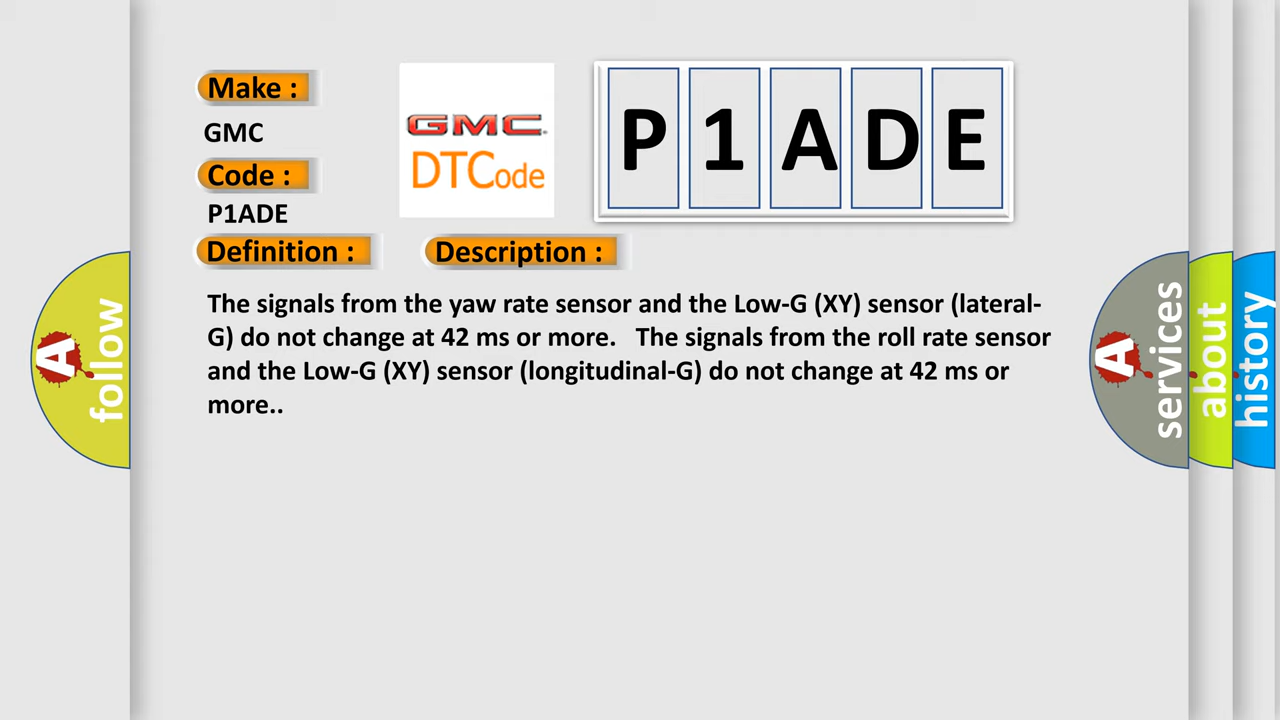 Make :
GMC
Code :
P1ADE
Definition :
Description :
GMC
DTCode
P1ADE
The signals from the yaw rate sensor and the Low-G (XY) sensor (lateral-
G) do not change at 42 ms or more.   The signals from the roll rate sensor
and the Low-G (XY) sensor (longitudinal-G) do not change at 42 ms or
more..
A
follow
A
services
about
history